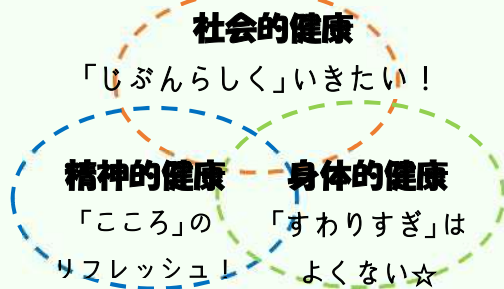 社会的健康
「じぶんらしく」いきたい！
精神的健康
「こころ」の
リフレッシュ！
身体的健康
「すわりすぎ」は
よくない☆